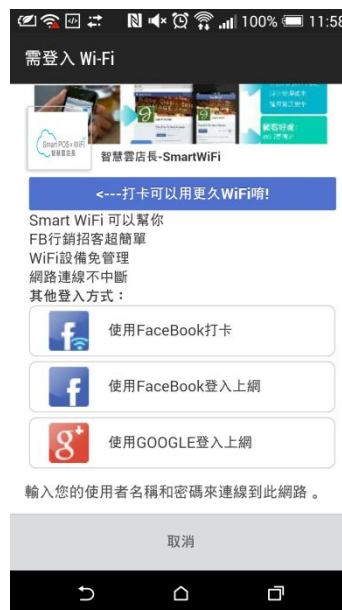 100% 11:58
需登入 Wi-Fi
Smart POS+WiFi
智慧雲店長
智慧雲店長-SmartWiFi
<---打卡可以用更久WiFi唷!
Smart WiFi 可以幫你
FB行銷招客超簡單
WiFi設備免管理
網路連線不中斷
其他登入方式：
使用FaceBook打卡
使用FaceBook登入上網
使用GOOGLE登入上網
輸入您的使用者名稱和密碼來連線到此網路。
取消